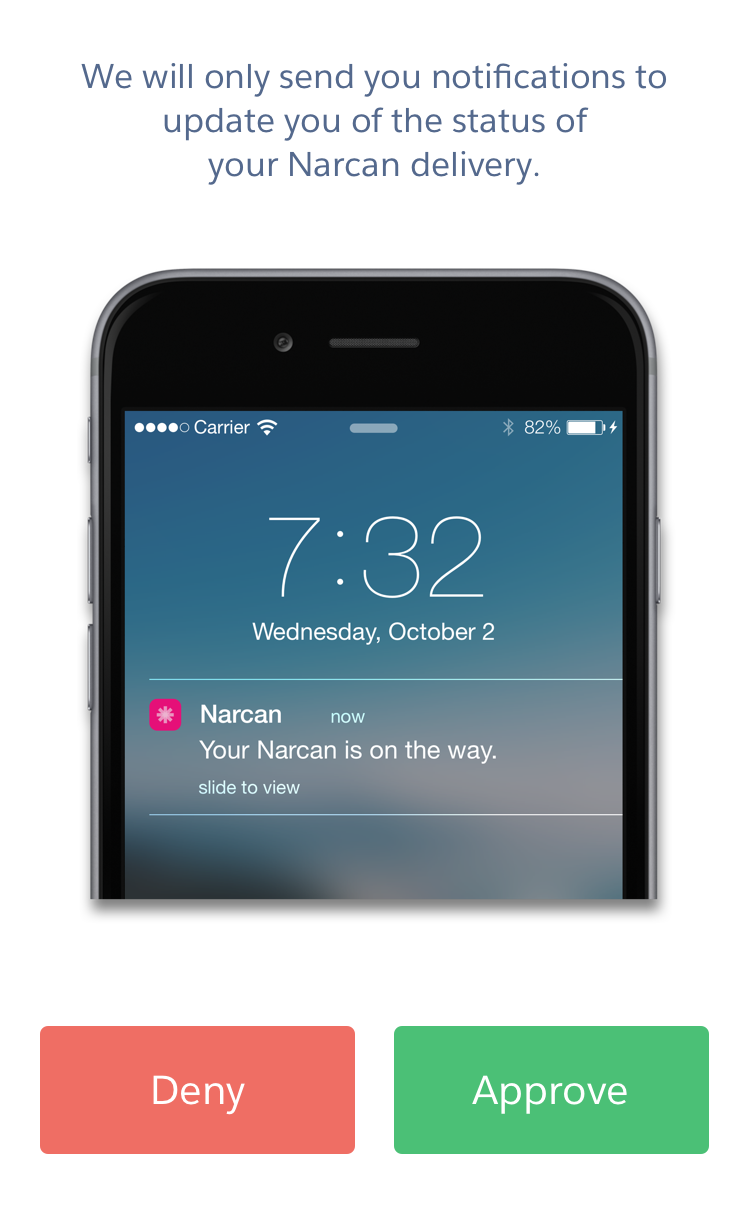 We will only send you notifications to
update you of the status of
your Narcan delivery.
Carrier 82%
7:32
Wednesday, October 2
Narcan now
Your Narcan is on the way.
slide to view
Deny Approve